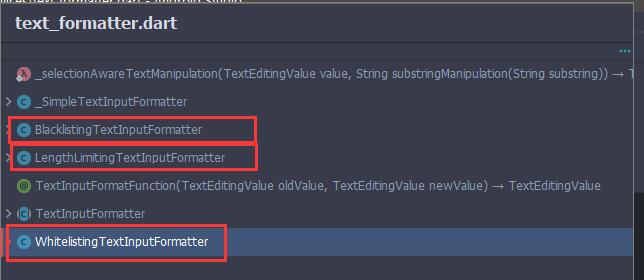 text_formatter.dart
_selectionAwareTextManipulation(TextEditingValue value, String substringManipulation(String substring)) → T
_SimpleTextInputFormatter
BlacklistingTextInputFormatter
LengthLimitingTextInputFormatter
TextInputFormatFunction(TextEditingValue oldValue, TextEditingValue newValue) → TextEditingValue
TextInputFormatter
WhitelistingTextInputFormatter